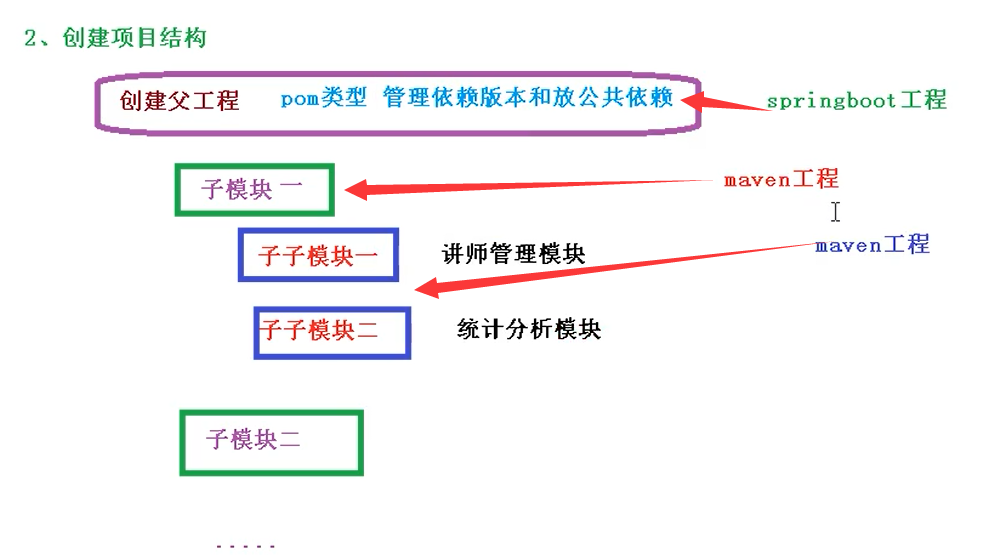 2、创建项目结构
创建父工程 pom类型 管理依赖版本和放公共依赖 springboot工程
子模块一 maven工程
子子模块一 讲师管理模块 maven工程
子子模块二 统计分析模块
子模块二
.....